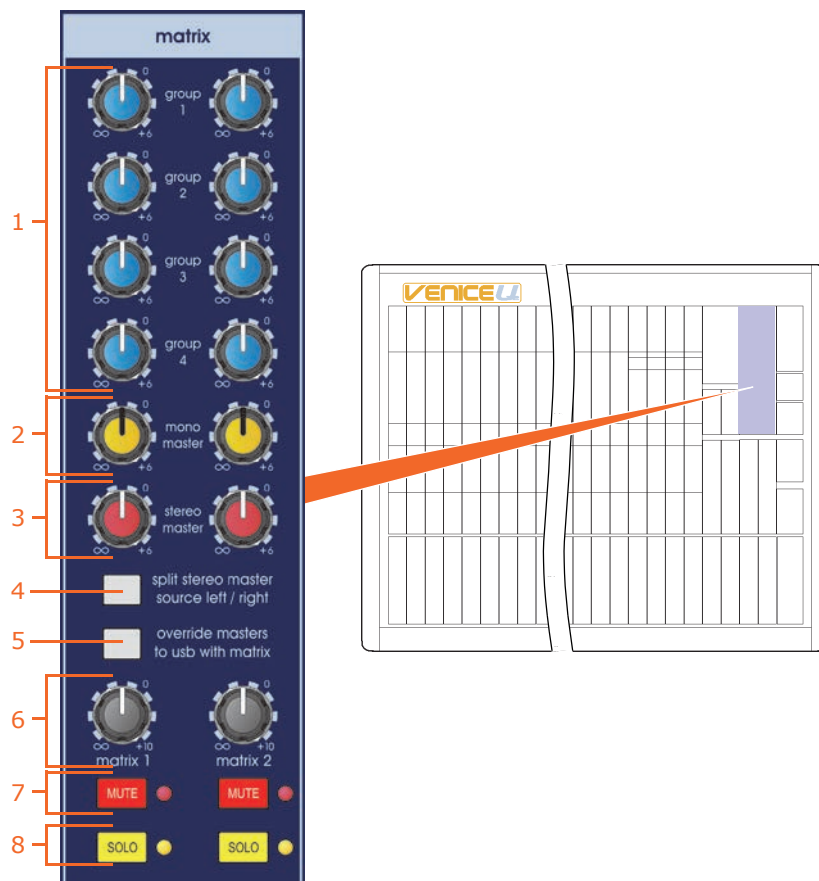 matrix
1
0 0
group
1
∞ +6 ∞ +6
0 0
group
2
∞ +6 ∞ +6
0 0
group
3
∞ +6 ∞ +6
0 0
group
4
∞ +6 ∞ +6
2
0 0
mono
master
∞ +6 ∞ +6
3
0 0
stereo
master
∞ +6 ∞ +6
4
split stereo master
source left / right
5
override masters
to usb with matrix
6
0 0
∞ +10 ∞ +10
matrix 1 matrix 2
7
MUTE MUTE
8
SOLO SOLO
VENICE U